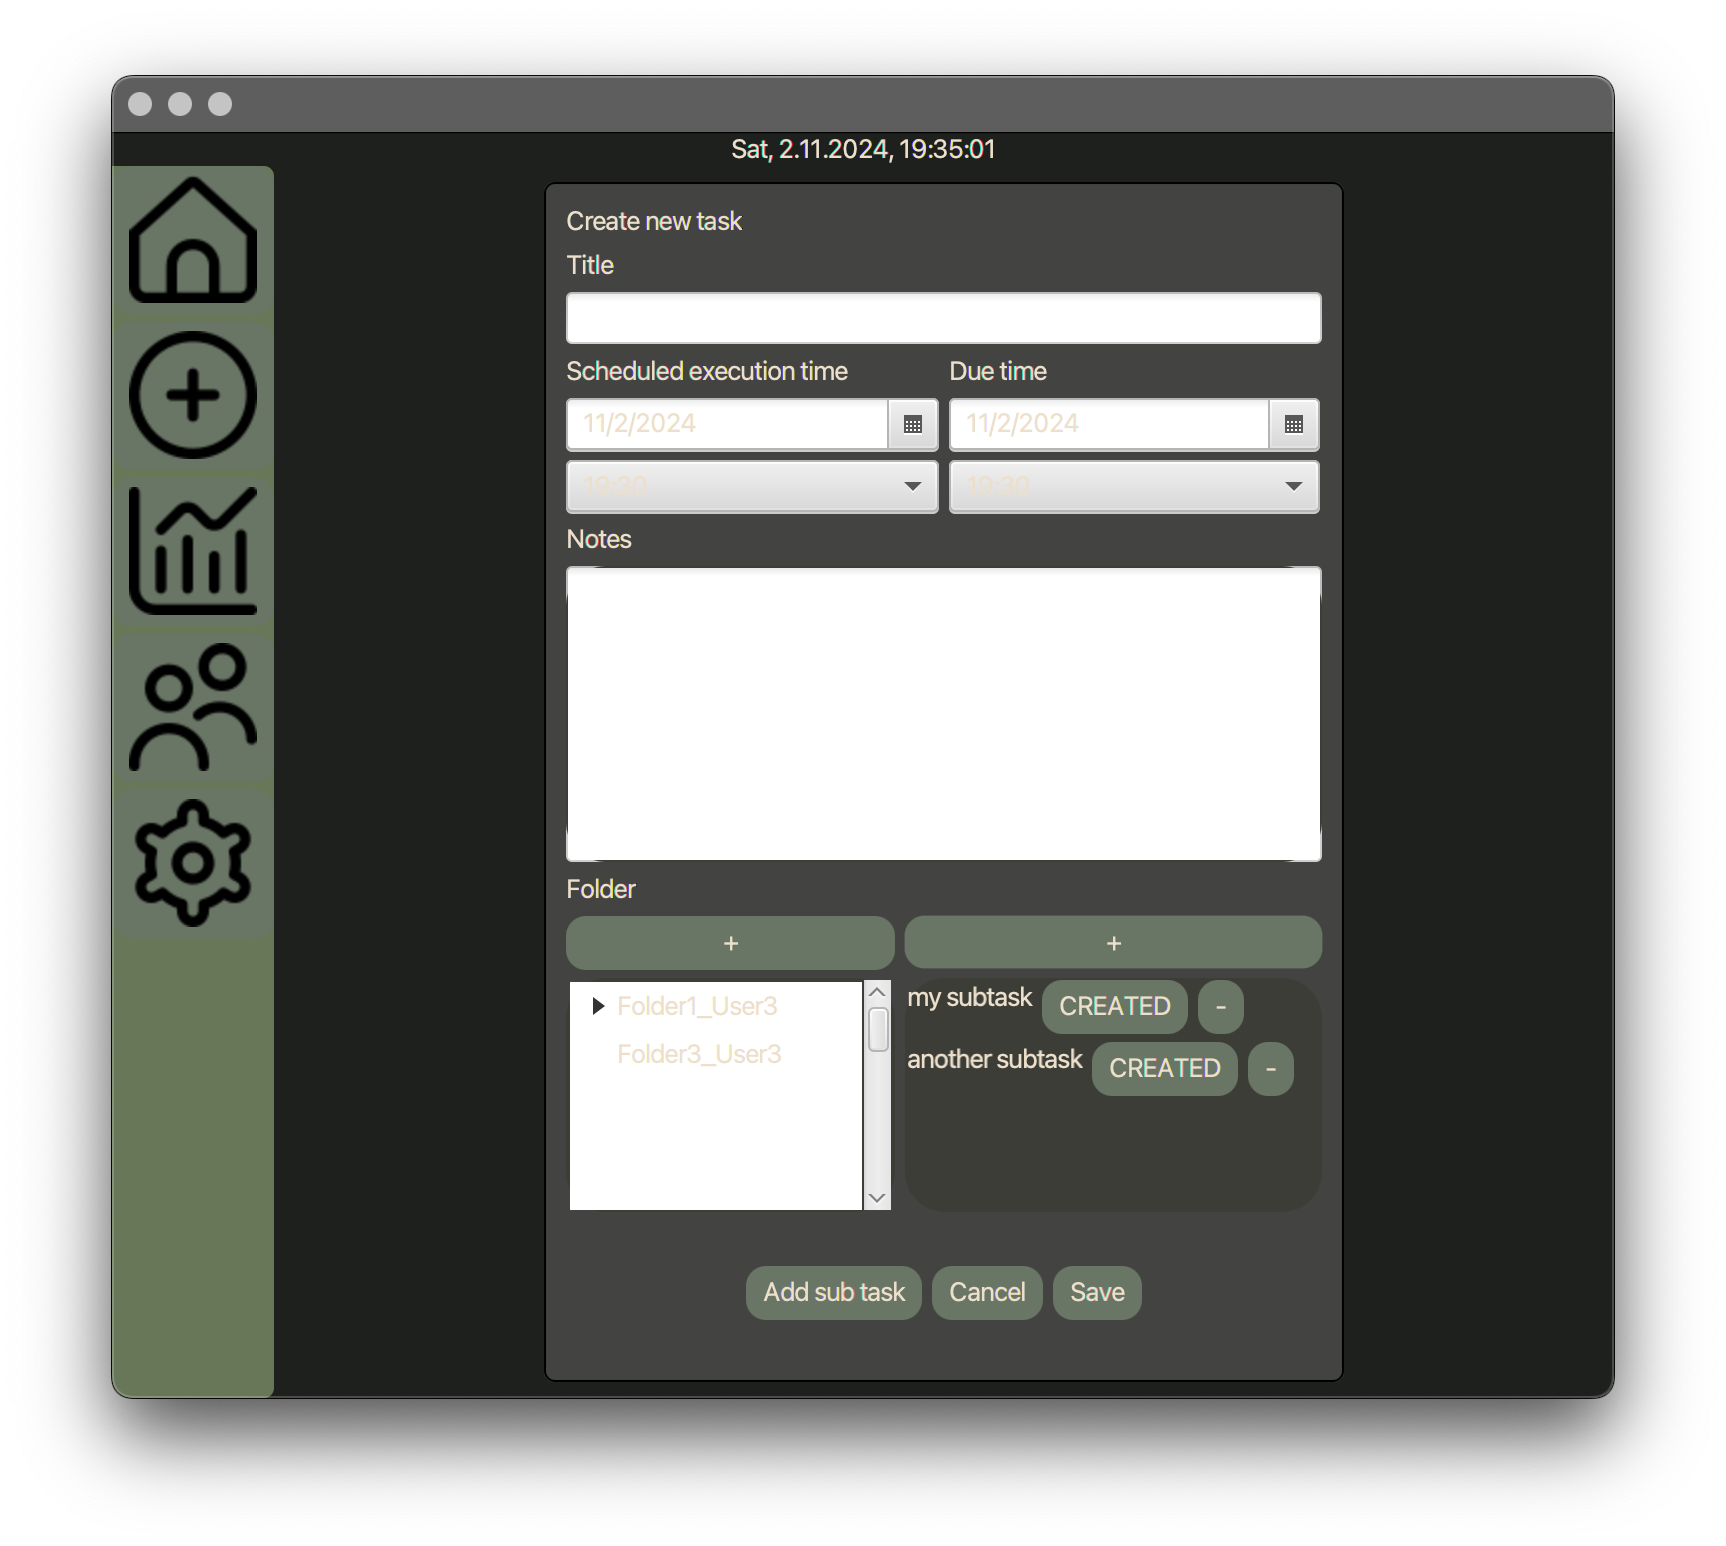 Sat, 2.11.2024, 19:35:01
Create new task
Title
Scheduled execution time Due time
11/2/2024 11/2/2024
19:30 19:30
Notes
Folder
+ +
Folder1_User3
Folder3_User3
my subtask CREATED -
another subtask CREATED -
Add sub task Cancel Save